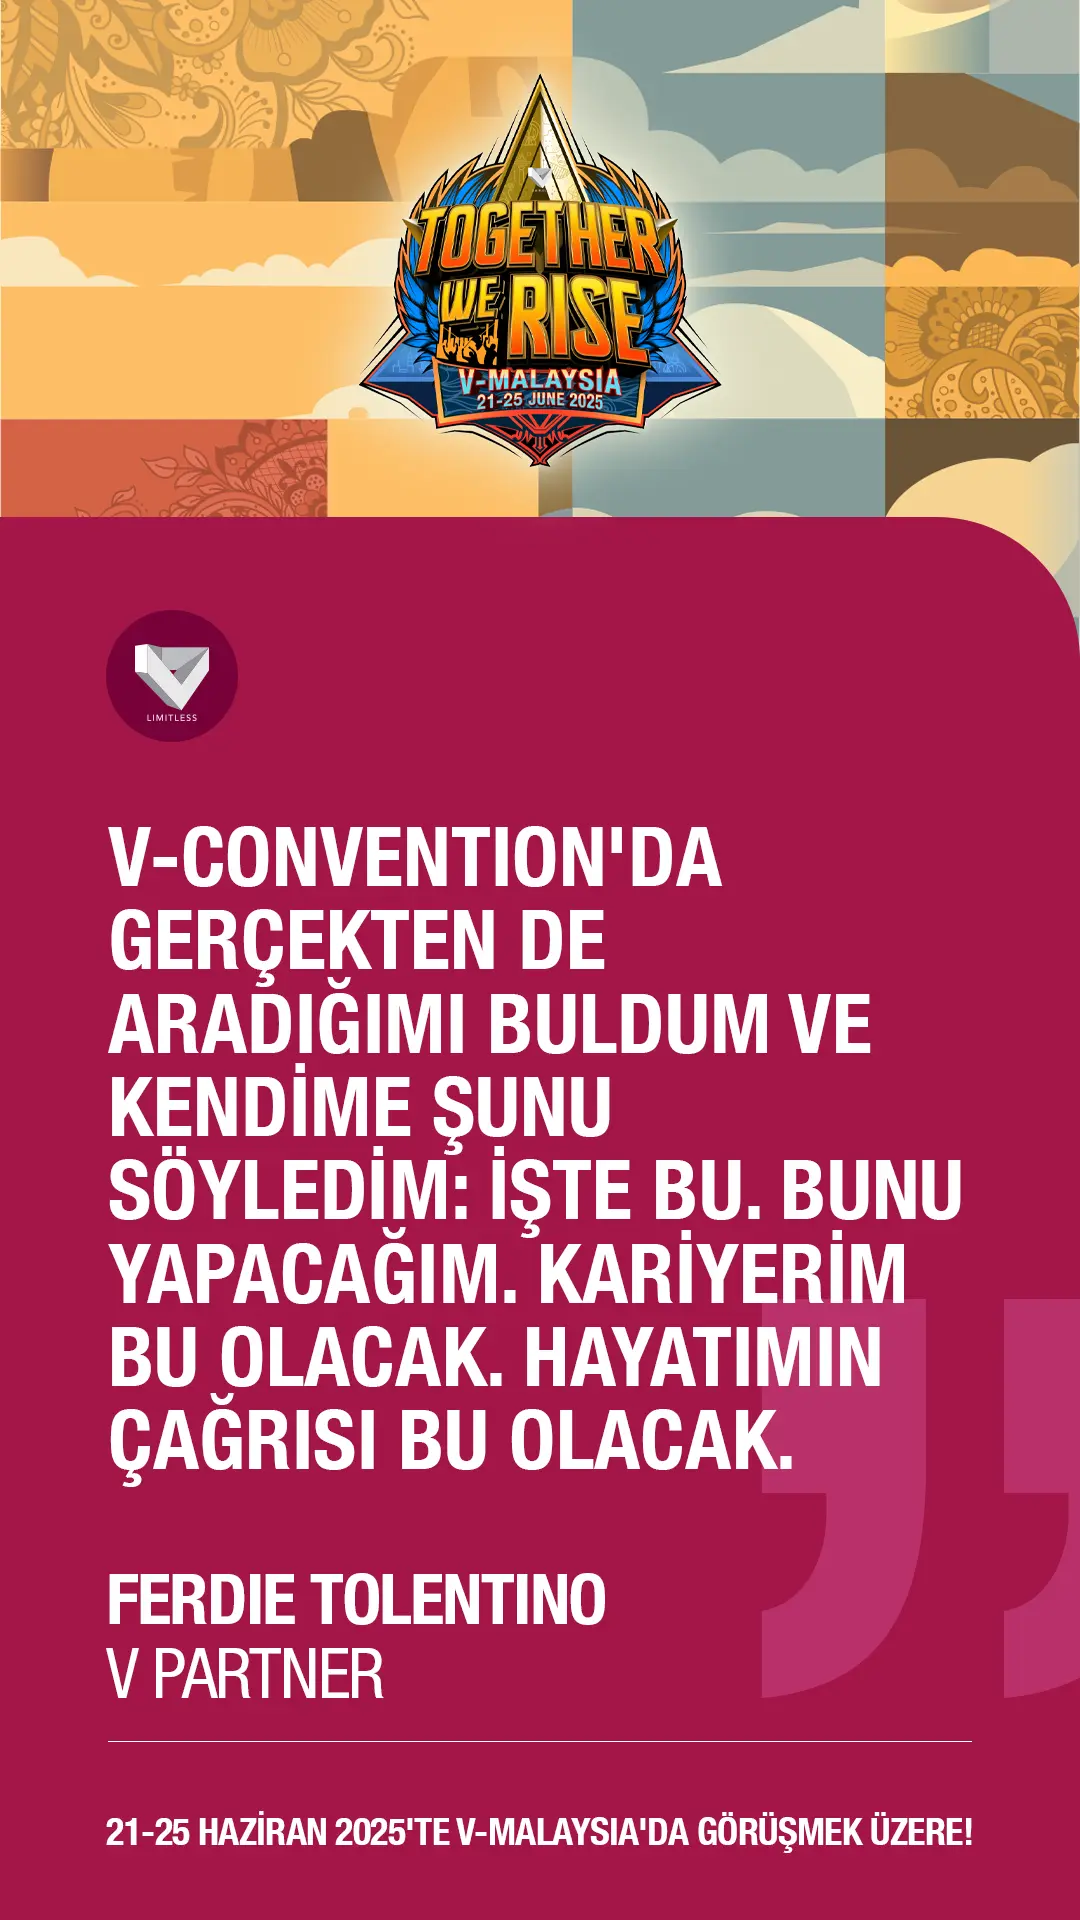 TOGETHER
WE RISE
V-MALAYSIA
21-25 JUNE 2025
LIMITLESS
V-CONVENTION'DA
GERÇEKTEN DE
ARADIĞIMI BULDUM VE
KENDİME ŞUNU
SÖYLEDİM: İŞTE BU. BUNU
YAPACAĞIM. KARİYERİM
BU OLACAK. HAYATIMIN
ÇAĞRISI BU OLACAK.
FERDIE TOLENTINO
V PARTNER
21-25 HAZİRAN 2025'TE V-MALAYSIA'DA GÖRÜŞMEK ÜZERE!